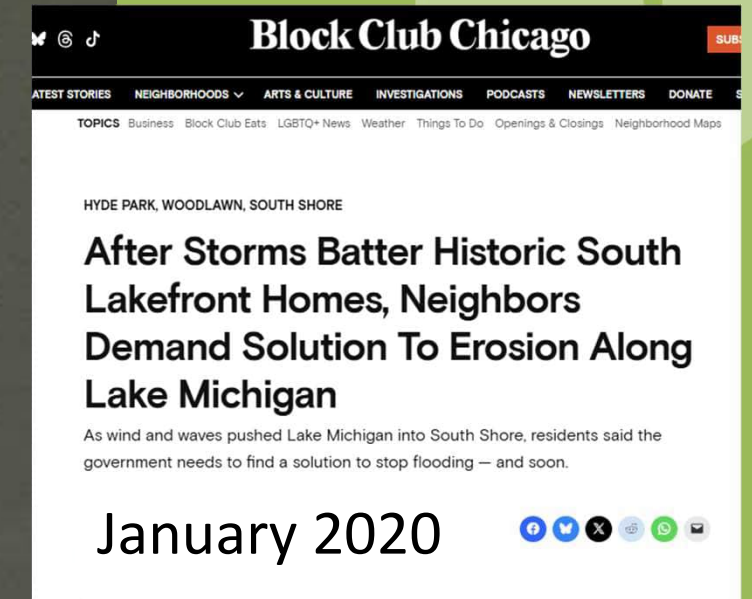 Block Club Chicago
SUBS
ATEST STORIES NEIGHBORHOODS ARTS & CULTURE INVESTIGATIONS PODCASTS NEWSLETTERS DONATE S
TOPICS Business Block Club Eats LGBTQ+ News Weather Things To Do Openings & Closings Neighborhood Maps
HYDE PARK, WOODLAWN, SOUTH SHORE
After Storms Batter Historic South
Lakefront Homes, Neighbors
Demand Solution To Erosion Along
Lake Michigan
As wind and waves pushed Lake Michigan into South Shore, residents said the
government needs to find a solution to stop flooding — and soon.
January 2020